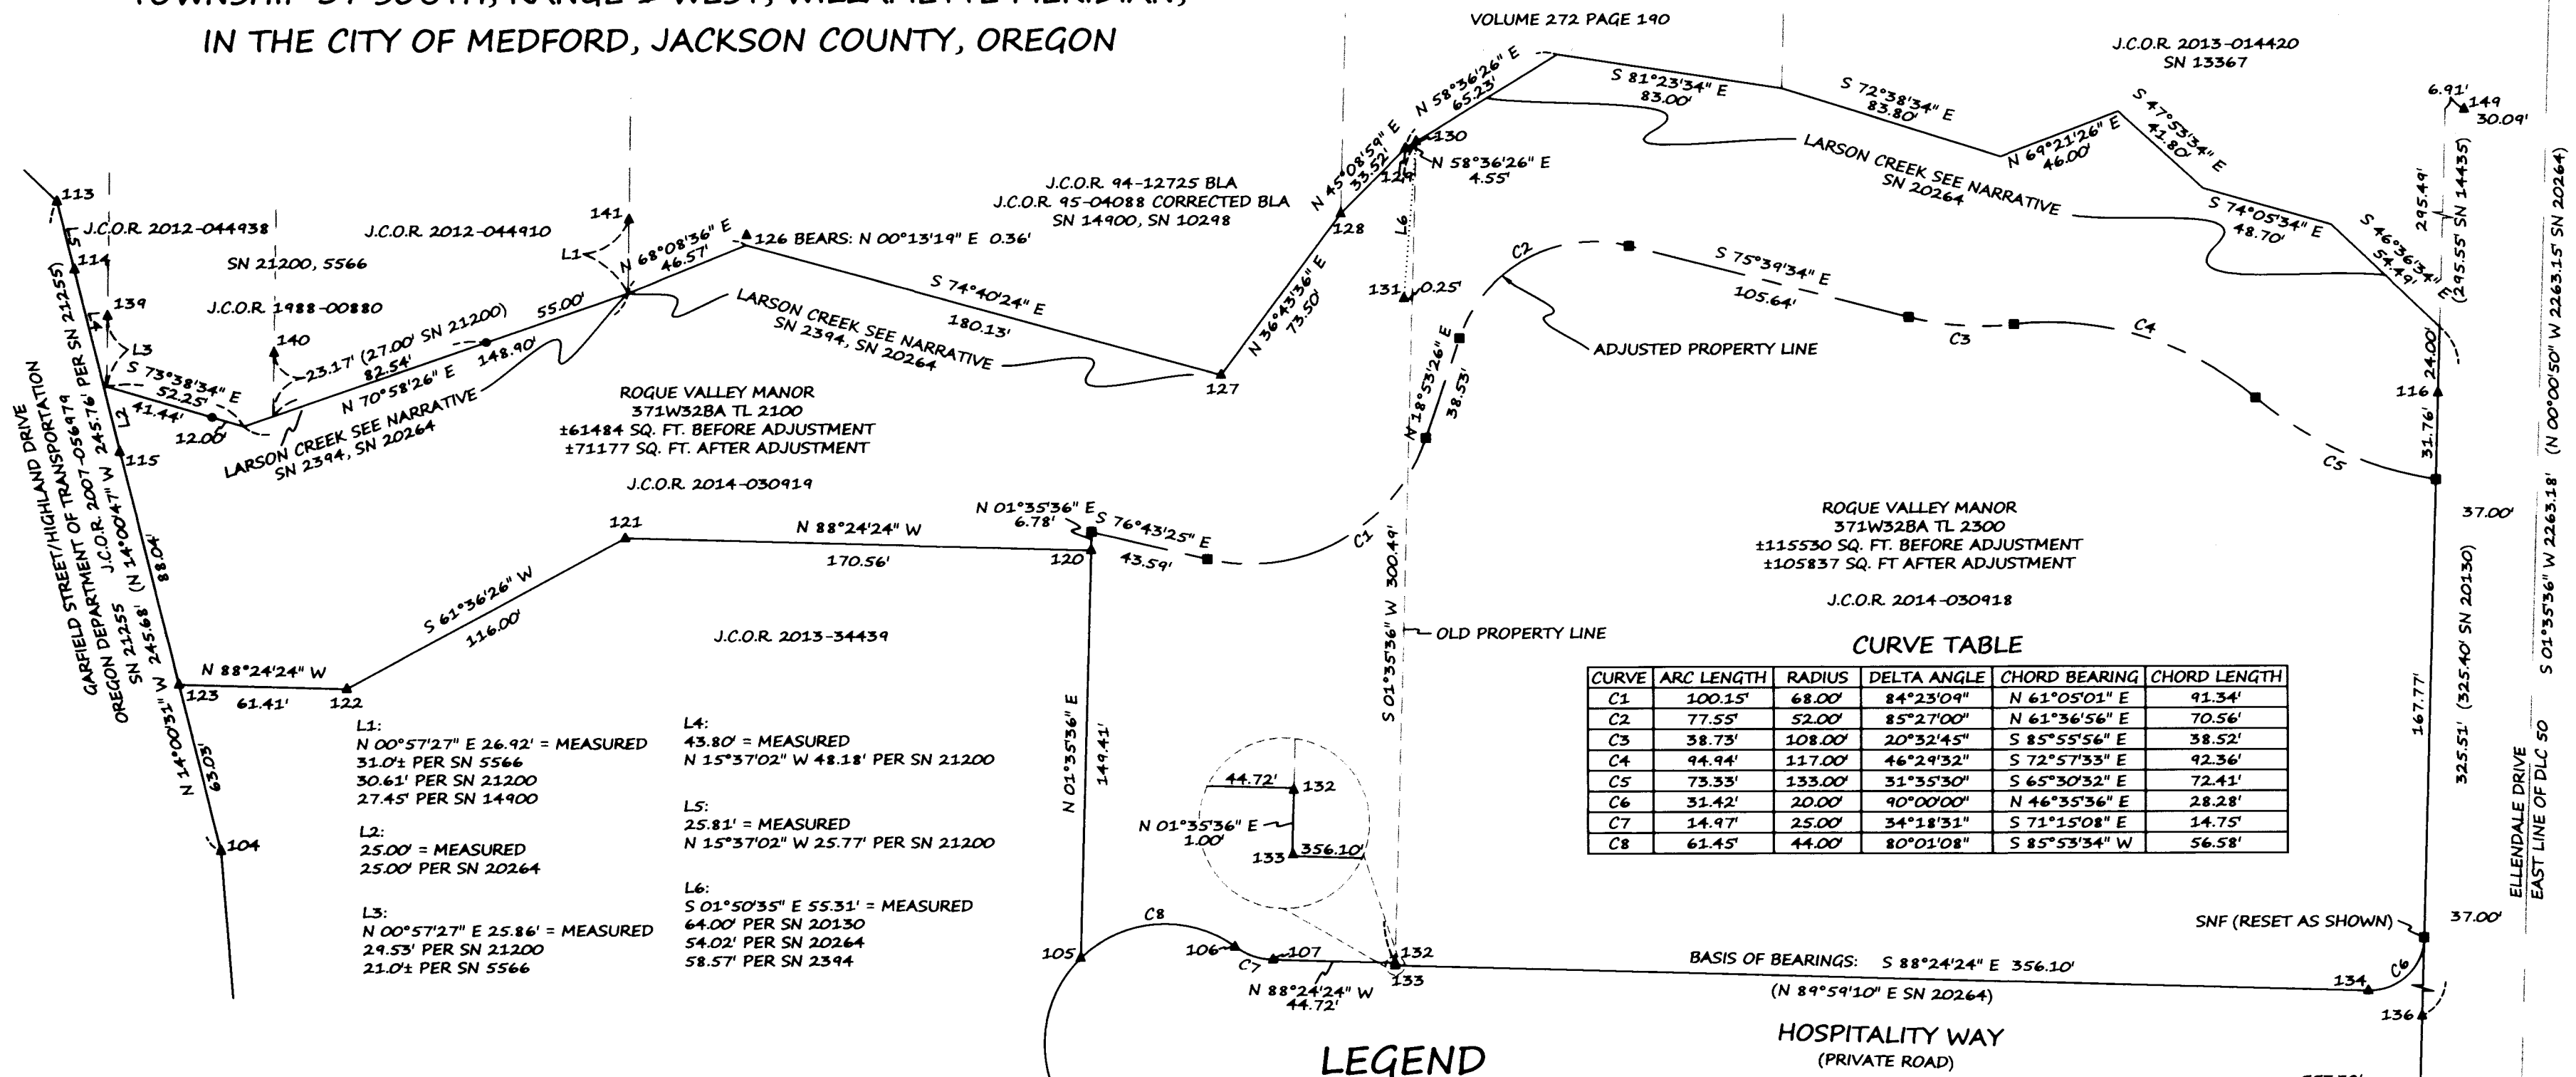 IN THE CITY OF MEDFORD, JACKSON COUNTY, OREGON
VOLUME 272 PAGE 190
J.C.O.R. 2013-014420
SN 13367
6.91'
149
30.09'
N 58°36'26" E
65.23'
S 81°23'34" E
83.00'
S 72°38'34" E
83.80'
N 69°21'26" E
46.00'
S 47°53'34" E
41.80'
S 74°05'34" E
48.70'
S 46°36'34" E
54.49'
295.49'
(295.55' SN 14435)
LARSON CREEK SEE NARRATIVE
SN 20264
130
N 58°36'26" E
4.55'
129
N 45°08'59" E
33.52'
128
L6
131
0.25'
J.C.O.R. 94-12725 BLA
J.C.O.R. 95-04088 CORRECTED BLA
SN 14900, SN 10298
113
L5
J.C.O.R. 2012-044938
J.C.O.R. 2012-044910
141
L1
SN 21200, 5566
114
139
L4
J.C.O.R. 1988-00880
140
L3
S 73°38'34" E
52.25'
41.44'
12.00'
L2
115
23.17' (27.00' SN 21200)
82.54'
55.00'
N 70°58'26" E
148.90'
LARSON CREEK SEE NARRATIVE
SN 2394, SN 20264
N 68°08'36" E
46.57'
126 BEARS: N 00°13'19" E 0.36'
S 74°40'24" E
180.13'
LARSON CREEK SEE NARRATIVE
SN 2394, SN 20264
127
N 36°43'36" E
73.50'
C2
S 75°39'34" E
105.64'
C3
C4
C5
ADJUSTED PROPERTY LINE
N 18°53'26" E
38.53'
24.00'
116
31.76'
ROGUE VALLEY MANOR
371W32BA TL 2100
±61484 SQ. FT. BEFORE ADJUSTMENT
±71177 SQ. FT. AFTER ADJUSTMENT
J.C.O.R. 2014-030919
GARFIELD STREET/HIGHLAND DRIVE
OREGON DEPARTMENT OF TRANSPORTATION
J.C.O.R. 2007-056979
SN 21255
N 14°00'31" W 245.68' (N 14°00'47" W 245.76' PER SN 21255)
88.04'
63.03'
121
N 88°24'24" W
170.56'
N 01°35'36" E
6.78'
S 76°43'25" E
43.59'
120
C1
S 61°36'26" W
116.00'
N 88°24'24" W
61.41'
123
122
104
J.C.O.R. 2013-34439
S 01°35'36" W 300.49'
OLD PROPERTY LINE
ROGUE VALLEY MANOR
371W32BA TL 2300
±115530 SQ. FT. BEFORE ADJUSTMENT
±105837 SQ. FT AFTER ADJUSTMENT
J.C.O.R. 2014-030918
37.00'
167.77'
325.51' (325.40' SN 20130)
S 01°35'36" W 2263.18' (N 00°00'50" W 2263.15' SN 20264)
ELLENDALE DRIVE
EAST LINE OF DLC 50
CURVE TABLE
CURVE ARC LENGTH RADIUS DELTA ANGLE CHORD BEARING CHORD LENGTH
C1 100.15' 68.00' 84°23'09" N 61°05'01" E 91.34'
C2 77.55' 52.00' 85°27'00" N 61°36'56" E 70.56'
C3 38.73' 108.00' 20°32'45" S 85°55'56" E 38.52'
C4 94.94' 117.00' 46°29'32" S 72°57'33" E 92.36'
C5 73.33' 133.00' 31°35'30" S 65°30'32" E 72.41'
C6 31.42' 20.00' 90°00'00" N 46°35'36" E 28.28'
C7 14.97' 25.00' 34°18'31" S 71°15'08" E 14.75'
C8 61.45' 44.00' 80°01'08" S 85°53'34" W 56.58'
L1:
N 00°57'27" E 26.92' = MEASURED
31.0'± PER SN 5566
30.61' PER SN 21200
27.45' PER SN 14900
L2:
25.00' = MEASURED
25.00' PER SN 20264
L3:
N 00°57'27" E 25.86' = MEASURED
29.53' PER SN 21200
21.0'± PER SN 5566
L4:
43.80' = MEASURED
N 15°37'02" W 48.18' PER SN 21200
L5:
25.81' = MEASURED
N 15°37'02" W 25.77' PER SN 21200
L6:
S 01°50'35" E 55.31' = MEASURED
64.00' PER SN 20130
54.02' PER SN 20264
58.57' PER SN 2394
N 01°35'36" E
149.41'
44.72'
132
N 01°35'36" E
1.00'
133
356.10'
105
C8
106
C7
107
N 88°24'24" W
44.72'
132
133
BASIS OF BEARINGS: S 88°24'24" E 356.10'
(N 89°59'10" E SN 20264)
SNF (RESET AS SHOWN)
37.00'
134
C6
136
HOSPITALITY WAY
(PRIVATE ROAD)
LEGEND